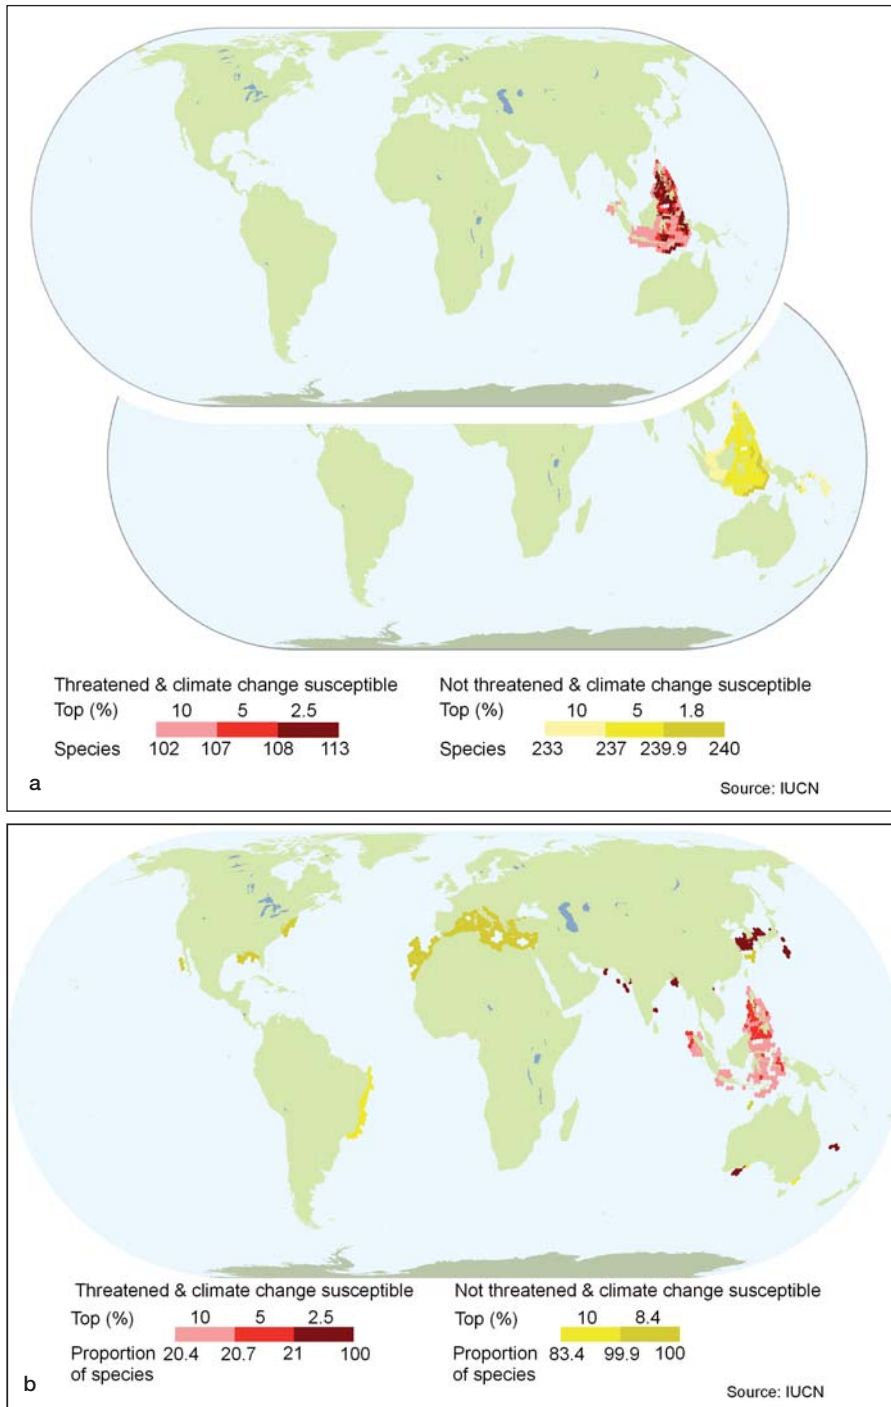 Threatened & climate change susceptible
Top (%) 10 5 2.5
Species 102 107 108 113
Not threatened & climate change susceptible
Top (%) 10 5 1.8
Species 233 237 239.9 240
a
Source: IUCN
Threatened & climate change susceptible
Top (%) 10 5 2.5
Proportion 20.4 20.7 21 100
of species
Not threatened & climate change susceptible
Top (%) 10 8.4
Proportion 83.4 99.9 100
of species
b
Source: IUCN